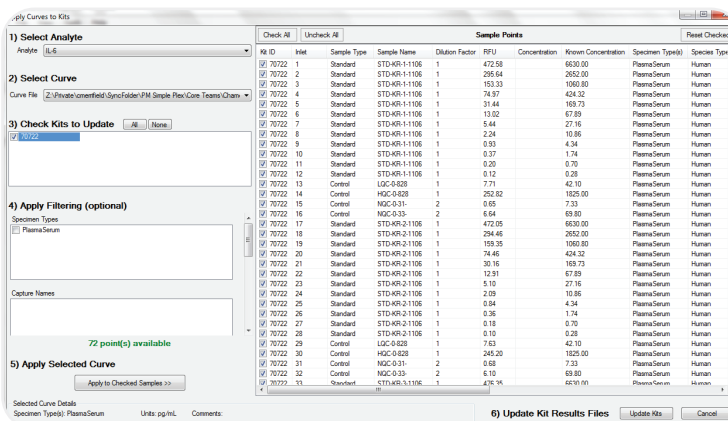 ply Curves to Kits
1) Select Analyte
Analyte IL-6
2) Select Curve
Curve File Z:\Private\cmerrifield\SyncFolder\PM Simple Plex\Core Teams\Cham
3) Check Kits to Update All None
70722
4) Apply Filtering (optional)
Specimen Types
PlasmaSerum
Capture Names
72 point(s) available
5) Apply Selected Curve
Apply to Checked Samples >>
Check All Uncheck All Sample Points Reset Checked
Kit ID Inlet Sample Type Sample Name Dilution Factor RFU Concentration Known Concentration Specimen Type(s) Species Type
70722 1 Standard STD-KR-1-1106 1 472.58 6630.00 PlasmaSerum Human
70722 2 Standard STD-KR-1-1106 1 295.64 2652.00 PlasmaSerum Human
70722 3 Standard STD-KR-1-1106 1 153.33 1060.80 PlasmaSerum Human
70722 4 Standard STD-KR-1-1106 1 74.97 424.32 PlasmaSerum Human
70722 5 Standard STD-KR-1-1106 1 31.44 169.73 PlasmaSerum Human
70722 6 Standard STD-KR-1-1106 1 13.02 67.89 PlasmaSerum Human
70722 7 Standard STD-KR-1-1106 1 5.44 27.16 PlasmaSerum Human
70722 8 Standard STD-KR-1-1106 1 2.24 10.86 PlasmaSerum Human
70722 9 Standard STD-KR-1-1106 1 0.93 4.34 PlasmaSerum Human
70722 10 Standard STD-KR-1-1106 1 0.37 1.74 PlasmaSerum Human
70722 11 Standard STD-KR-1-1106 1 0.20 0.70 PlasmaSerum Human
70722 12 Standard STD-KR-1-1106 1 0.12 0.28 PlasmaSerum Human
70722 13 Control LQC-0-828 1 7.71 42.10 PlasmaSerum Human
70722 14 Control HQC-0-828 1 252.82 1825.00 PlasmaSerum Human
70722 15 Control NQC-0-31- 2 0.65 7.33 PlasmaSerum Human
70722 16 Control NQC-0-33- 2 6.64 69.80 PlasmaSerum Human
70722 17 Standard STD-KR-2-1106 1 472.05 6630.00 PlasmaSerum Human
70722 18 Standard STD-KR-2-1106 1 294.46 2652.00 PlasmaSerum Human
70722 19 Standard STD-KR-2-1106 1 159.35 1060.80 PlasmaSerum Human
70722 20 Standard STD-KR-2-1106 1 74.46 424.32 PlasmaSerum Human
70722 21 Standard STD-KR-2-1106 1 30.16 169.73 PlasmaSerum Human
70722 22 Standard STD-KR-2-1106 1 12.91 67.89 PlasmaSerum Human
70722 23 Standard STD-KR-2-1106 1 5.10 27.16 PlasmaSerum Human
70722 24 Standard STD-KR-2-1106 1 2.09 10.86 PlasmaSerum Human
70722 25 Standard STD-KR-2-1106 1 0.84 4.34 PlasmaSerum Human
70722 26 Standard STD-KR-2-1106 1 0.36 1.74 PlasmaSerum Human
70722 27 Standard STD-KR-2-1106 1 0.18 0.70 PlasmaSerum Human
70722 28 Standard STD-KR-2-1106 1 0.10 0.28 PlasmaSerum Human
70722 29 Control LQC-0-828 1 7.63 42.10 PlasmaSerum Human
70722 30 Control HQC-0-828 1 245.20 1825.00 PlasmaSerum Human
70722 31 Control NQC-0-31- 2 0.68 7.33 PlasmaSerum Human
70722 32 Control NQC-0-33- 2 6.10 69.80 PlasmaSerum Human
70722 33 Standard STD-KR-3-1106 1 476.35 6630.00 PlasmaSerum Human
Selected Curve Details
Specimen Type(s): PlasmaSerum Units: pg/mL Comments:
6) Update Kit Results Files Update Kits Cancel